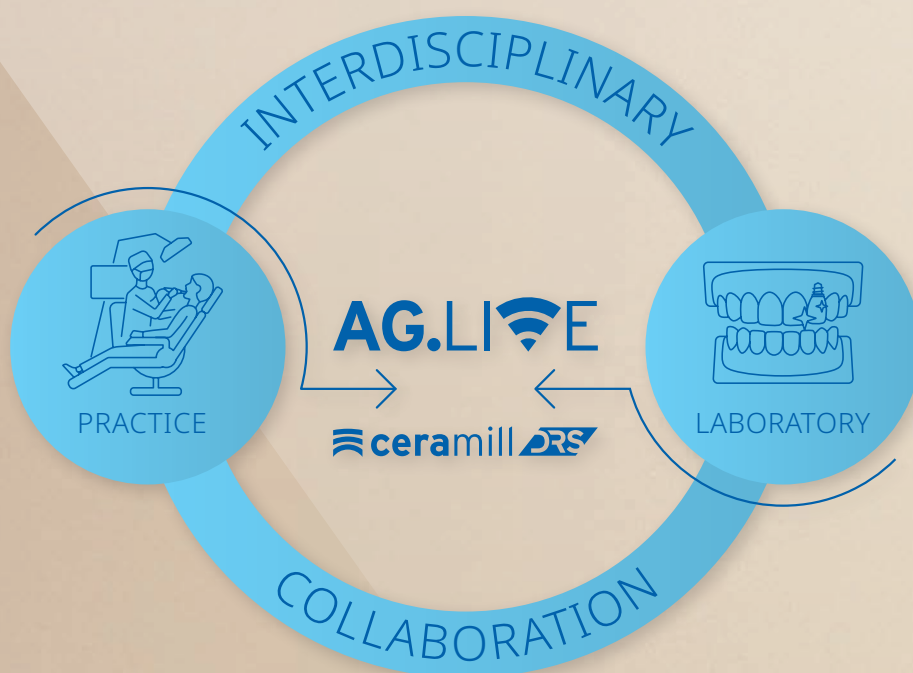 INTERDISCIPLINARY
AG.LIVE
PRACTICE
LABORATORY
ceramill DRS
COLLABORATION